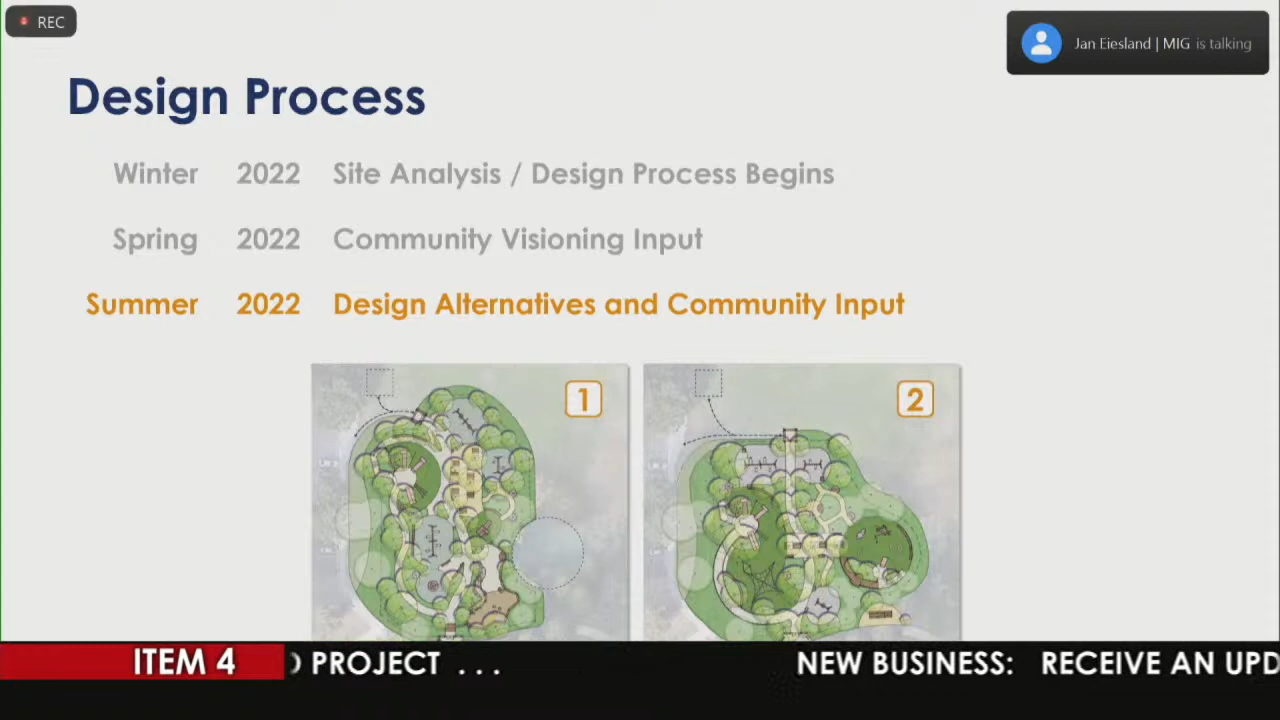 REC
Jan Eiesland | MIG is talking
Design Process
Winter 2022 Site Analysis / Design Process Begins
Spring 2022 Community Visioning Input
Summer 2022 Design Alternatives and Community Input
1
2
ITEM 4
PROJECT . . . NEW BUSINESS: RECEIVE AN UPD